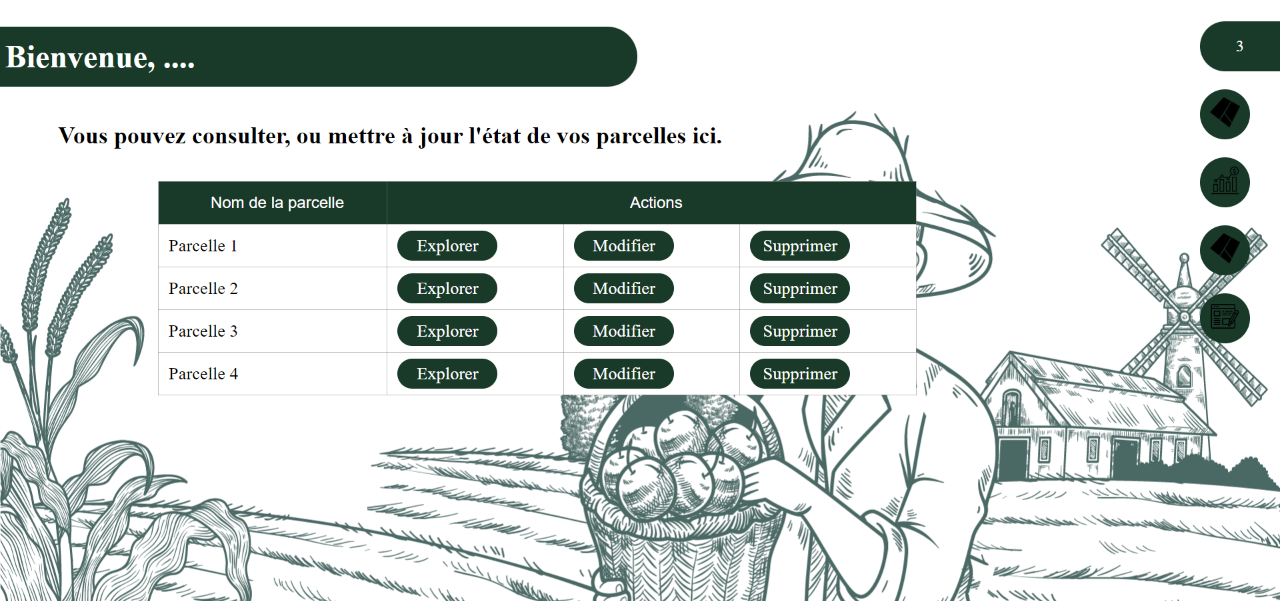 Bienvenue, ....
3
Vous pouvez consulter, ou mettre à jour l'état de vos parcelles ici.
Nom de la parcelle Actions
Parcelle 1 Explorer Modifier Supprimer
Parcelle 2 Explorer Modifier Supprimer
Parcelle 3 Explorer Modifier Supprimer
Parcelle 4 Explorer Modifier Supprimer